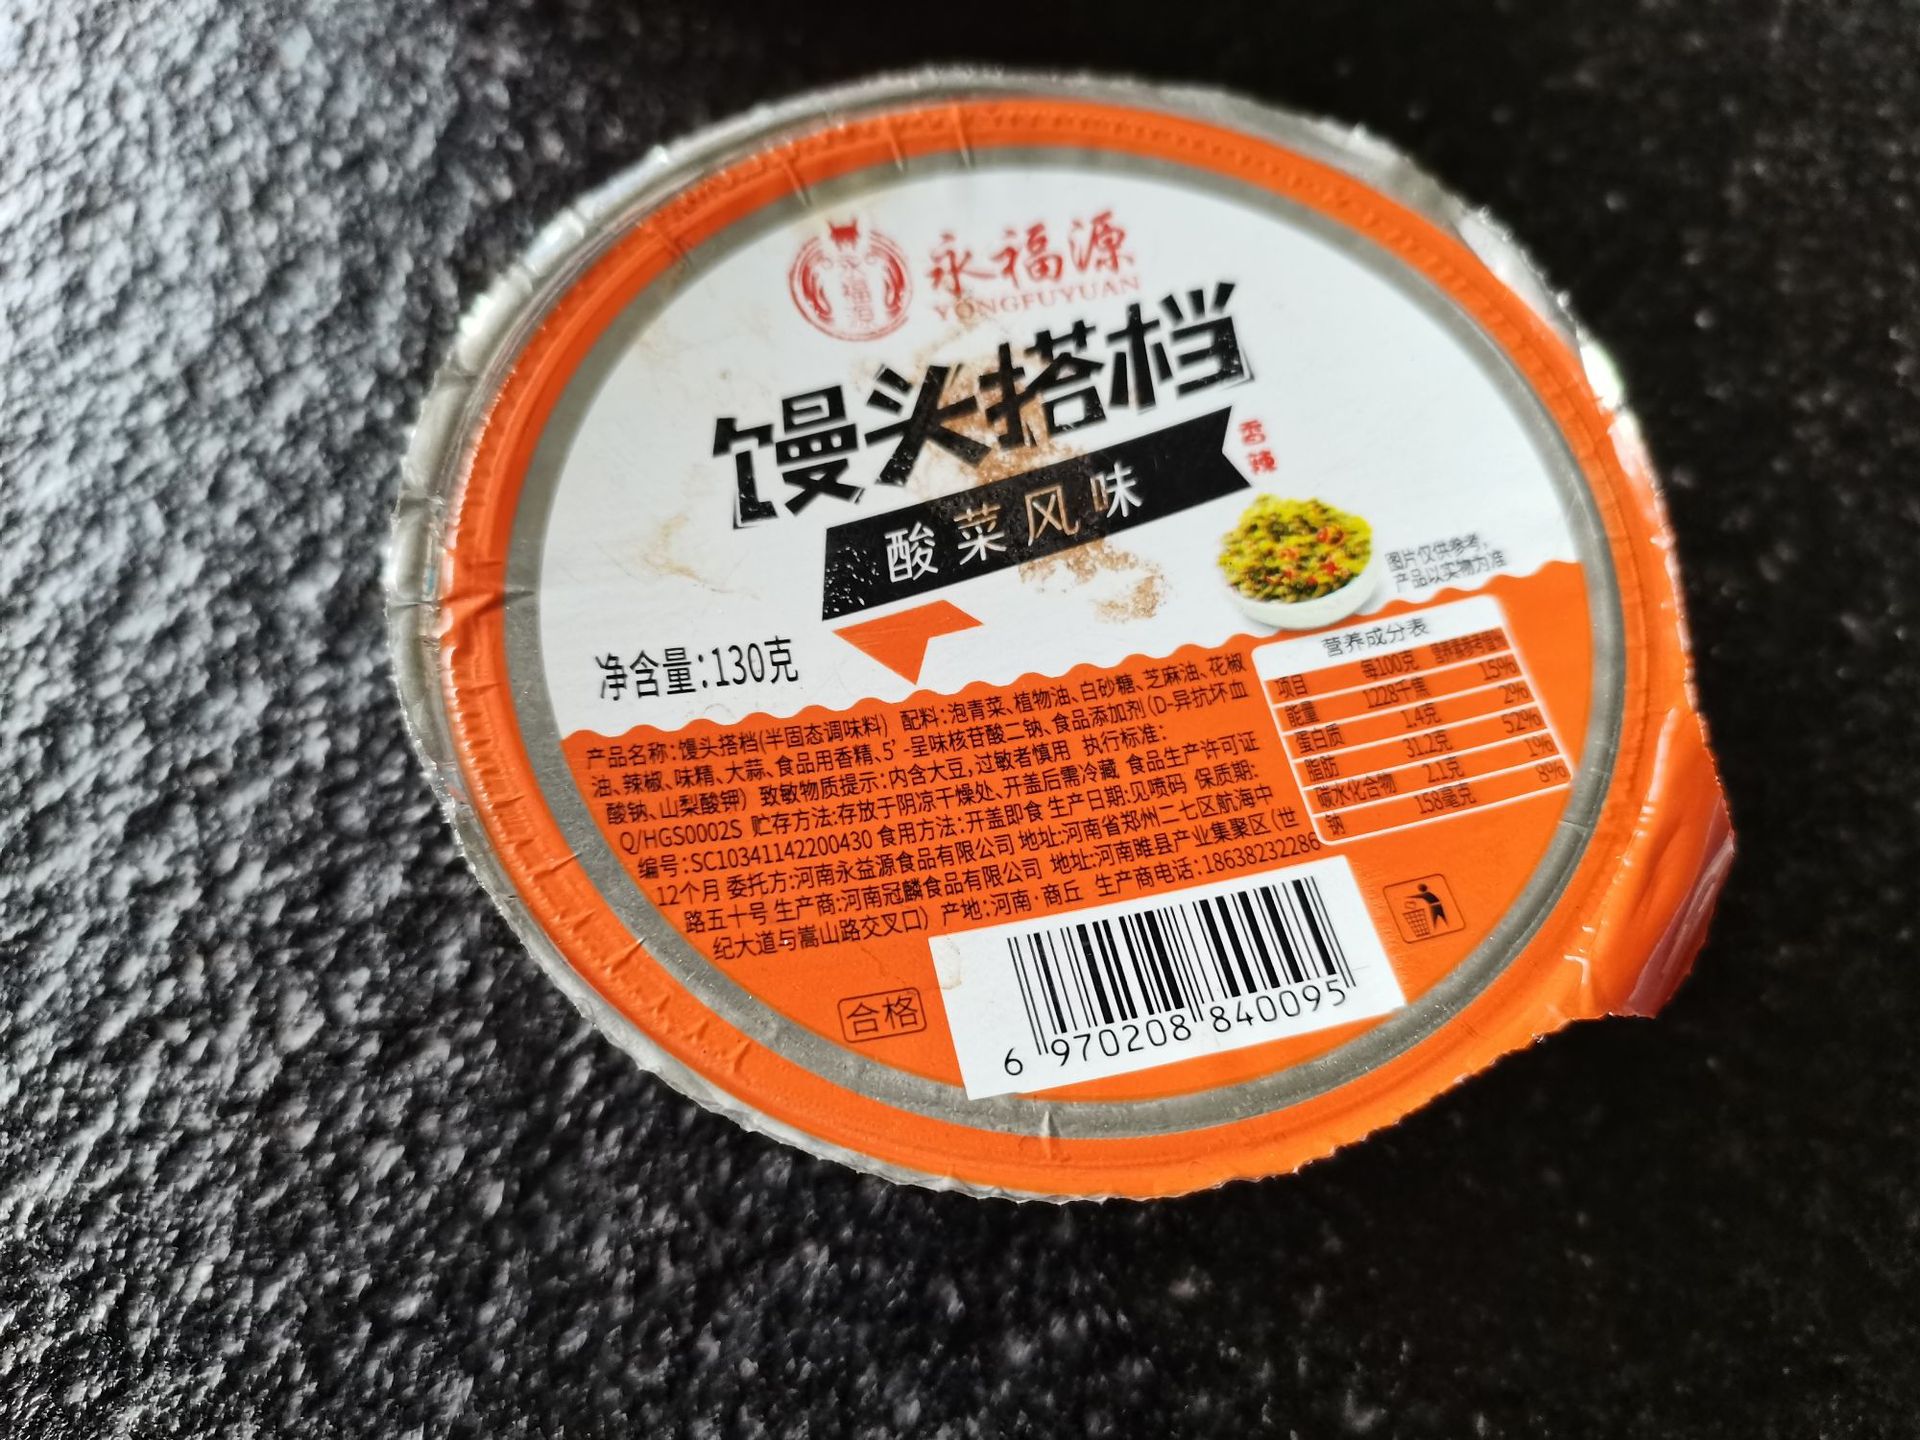 永福源
永福源
YONGFUYUAN
馒头搭档
香辣
酸菜风味
图片仅供参考,
产品以实物为准
净含量:130克
产品名称:馒头搭档(半固态调味料) 配料:泡青菜、植物油、白砂糖、芝麻油、花椒
油、辣椒、味精、大蒜、食品用香精、5’-呈味核苷酸二钠、食品添加剂(D-异抗坏血
酸钠、山梨酸钾) 致敏物质提示:内含大豆,过敏者慎用 执行标准:
Q/HGS0002S 贮存方法:存放于阴凉干燥处、开盖后需冷藏 食品生产许可证
编号:SC10341142200430 食用方法:开盖即食 生产日期:见喷码 保质期:
12个月 委托方:河南永益源食品有限公司 地址:河南省郑州二七区航海中
路五十号 生产商:河南冠麟食品有限公司 地址:河南睢县产业集聚区(世
纪大道与嵩山路交叉口) 产地:河南·商丘 生产商电话:18638232286
营养成分表
项目 每100克 营养素参考值%
能量 1228千焦 15%
蛋白质 1.4克 2%
脂肪 31.2克 52%
碳水化合物 2.1克 1%
钠 158毫克 8%
合格
6 970208 840095